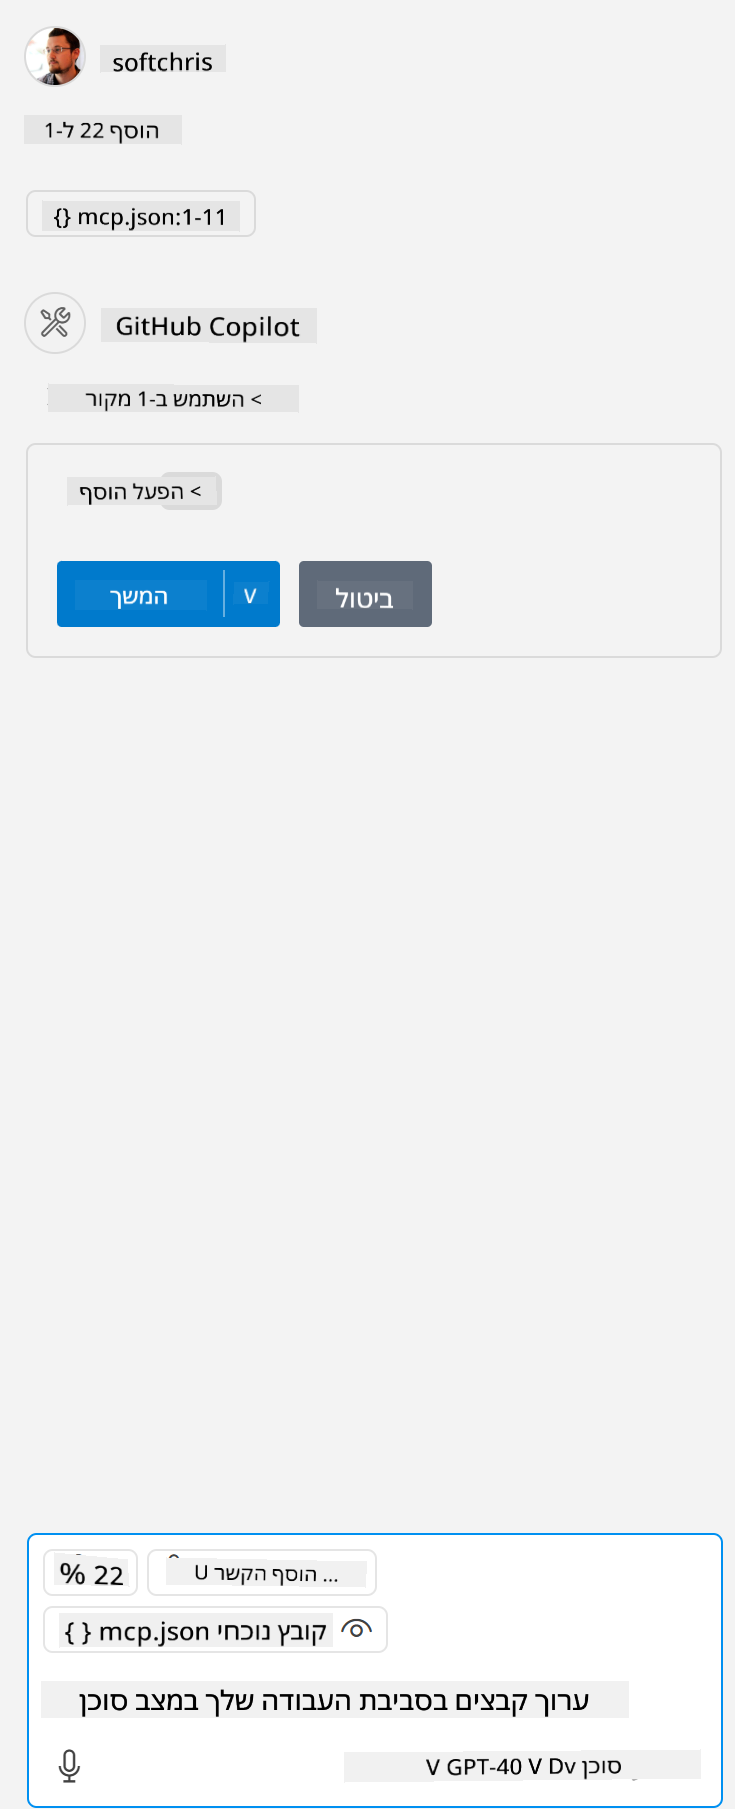 softchris
הוסף 22 ל-1
{} mcp.json:1-11
GitHub Copilot
> השתמש ב-1 מקור
> הפעל הוסף
המשך V ביטול
% 22 U הוסף הקשר ...
{ } mcp.json קובץ נוכחי
ערוך קבצים בסביבת העבודה שלך במצב סוכן
V GPT-40 V Dv סוכן